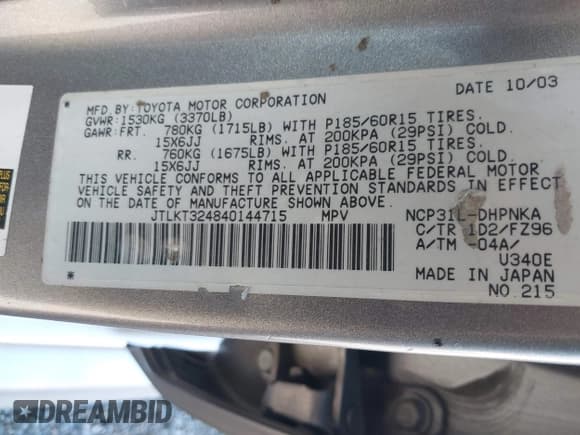 DATE 10/03
MFD BY: TOYOTA MOTOR CORPORATION
GVWR: 1530KG (3370LB)
GAWR: FRT. 780KG (1715LB) WITH P185/60R15 TIRES.
15X6JJ RIMS. AT 200KPA (29PSI) COLD.
RR. 760KG (1675LB) WITH P185/60R15 TIRES.
15X6JJ RIMS. AT 200KPA (29PSI) COLD.
THIS VEHICLE CONFORMS TO ALL APPLICABLE FEDERAL MOTOR
VEHICLE SAFETY AND THEFT PREVENTION STANDARDS IN EFFECT
ON THE DATE OF MANUFACTURE SHOWN ABOVE.
JTLKT324840144715 MPV NCP31L-DHPNKA
C/TR 1D2/FZ96
A/TM -04A/
U340E
MADE IN JAPAN
* * NO.215
DREAMBID